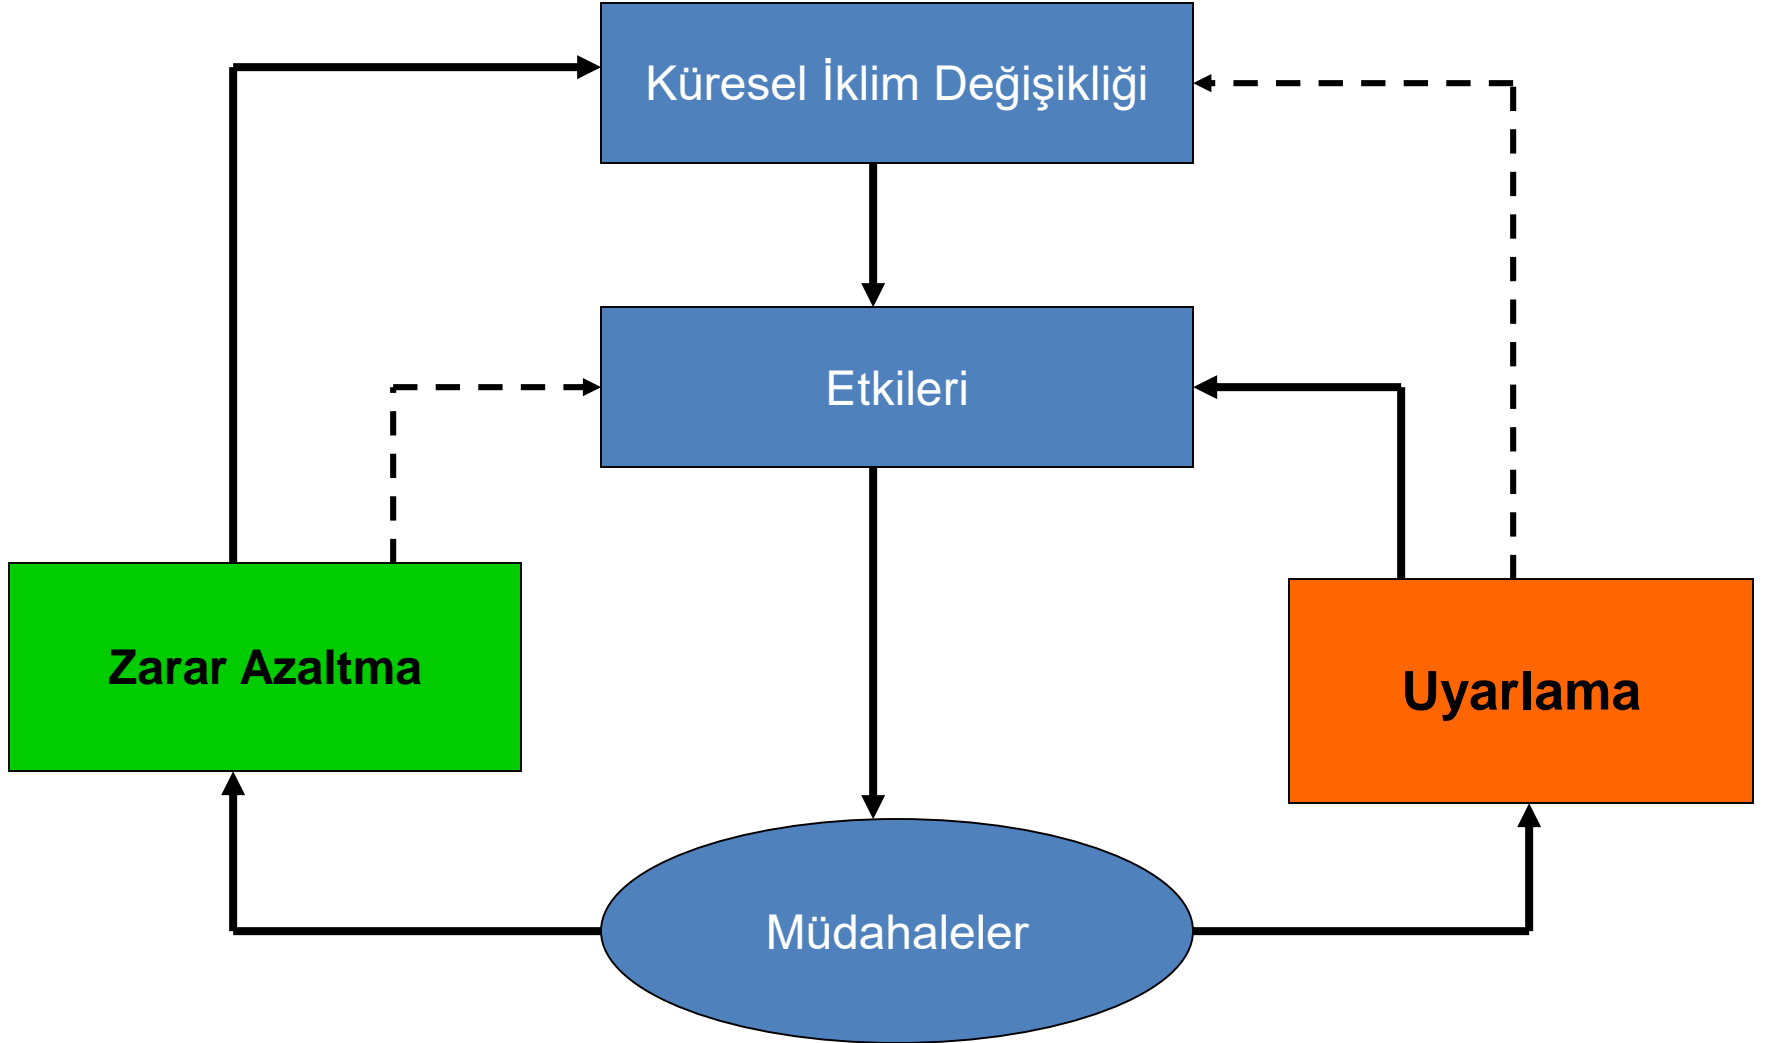 Küresel İklim Değişikliği
Etkileri
Zarar Azaltma
Uyarlama
Müdahaleler